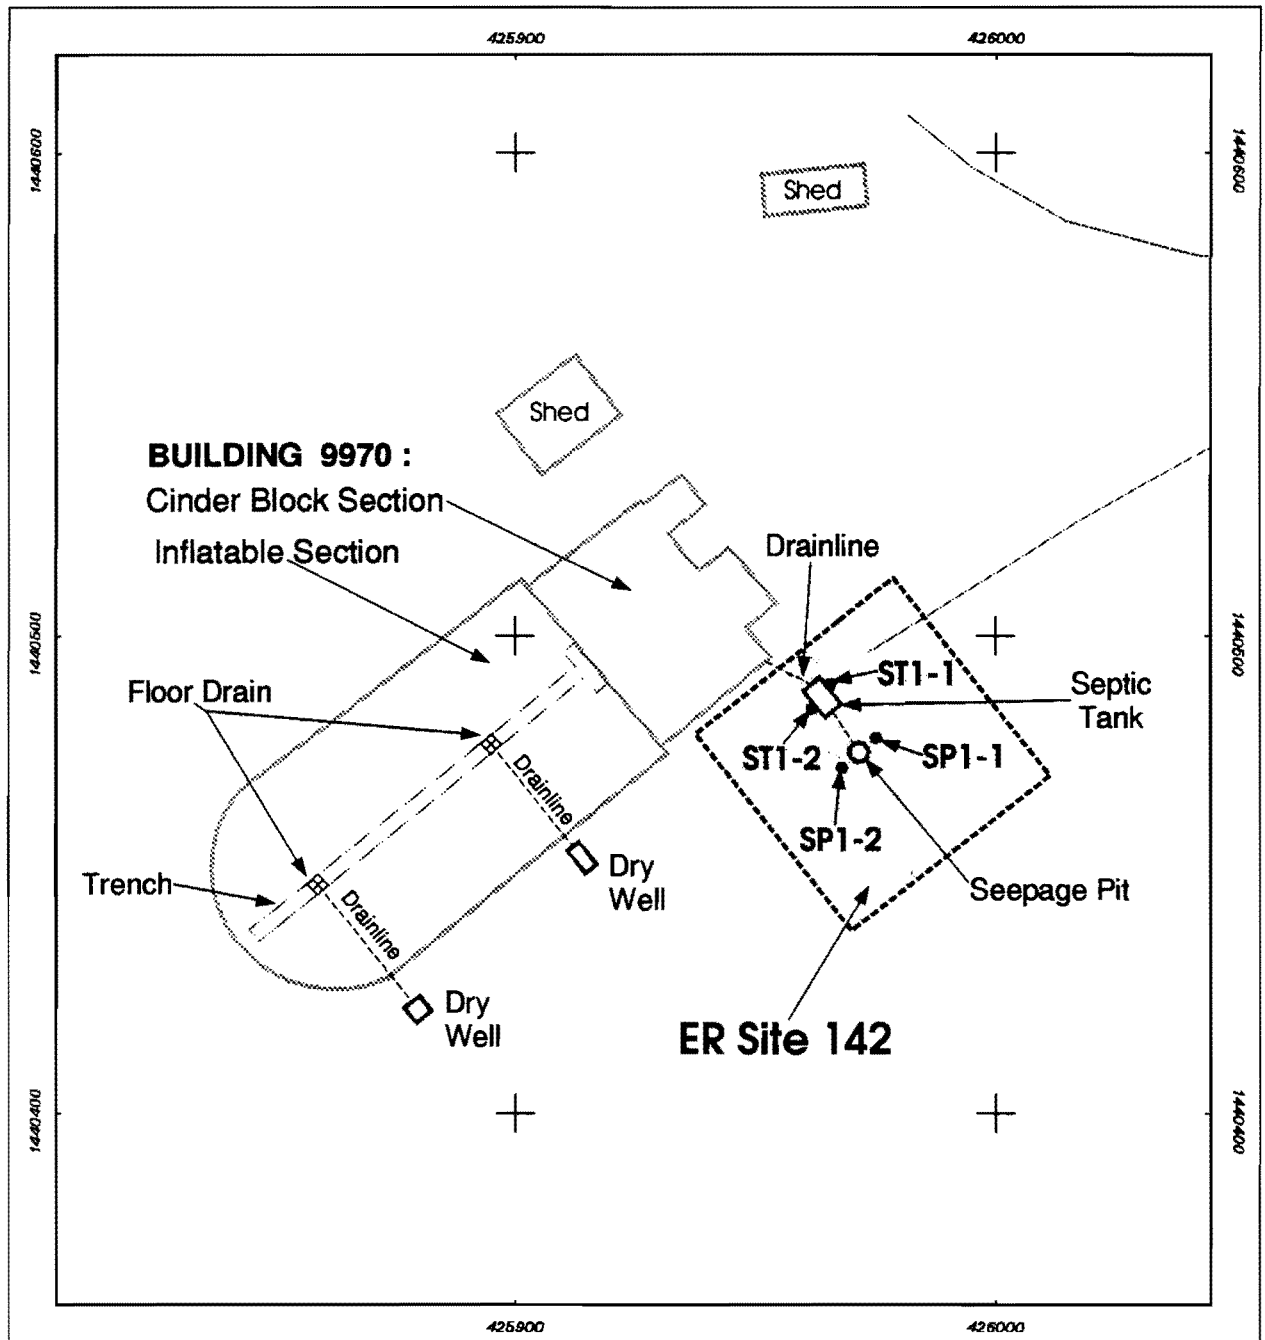 425900
426000
1440600
1440600
Shed
Shed
BUILDING 9970 :
Cinder Block Section
Inflatable Section
Drainline
1440500
1440500
ST1-1
Floor Drain
Septic
Tank
ST1-2
SP1-1
Drainline
SP1-2
Dry
Well
Trench
Seepage Pit
Drainline
Dry
Well
ER Site 142
1440400
1440400
425900
426000